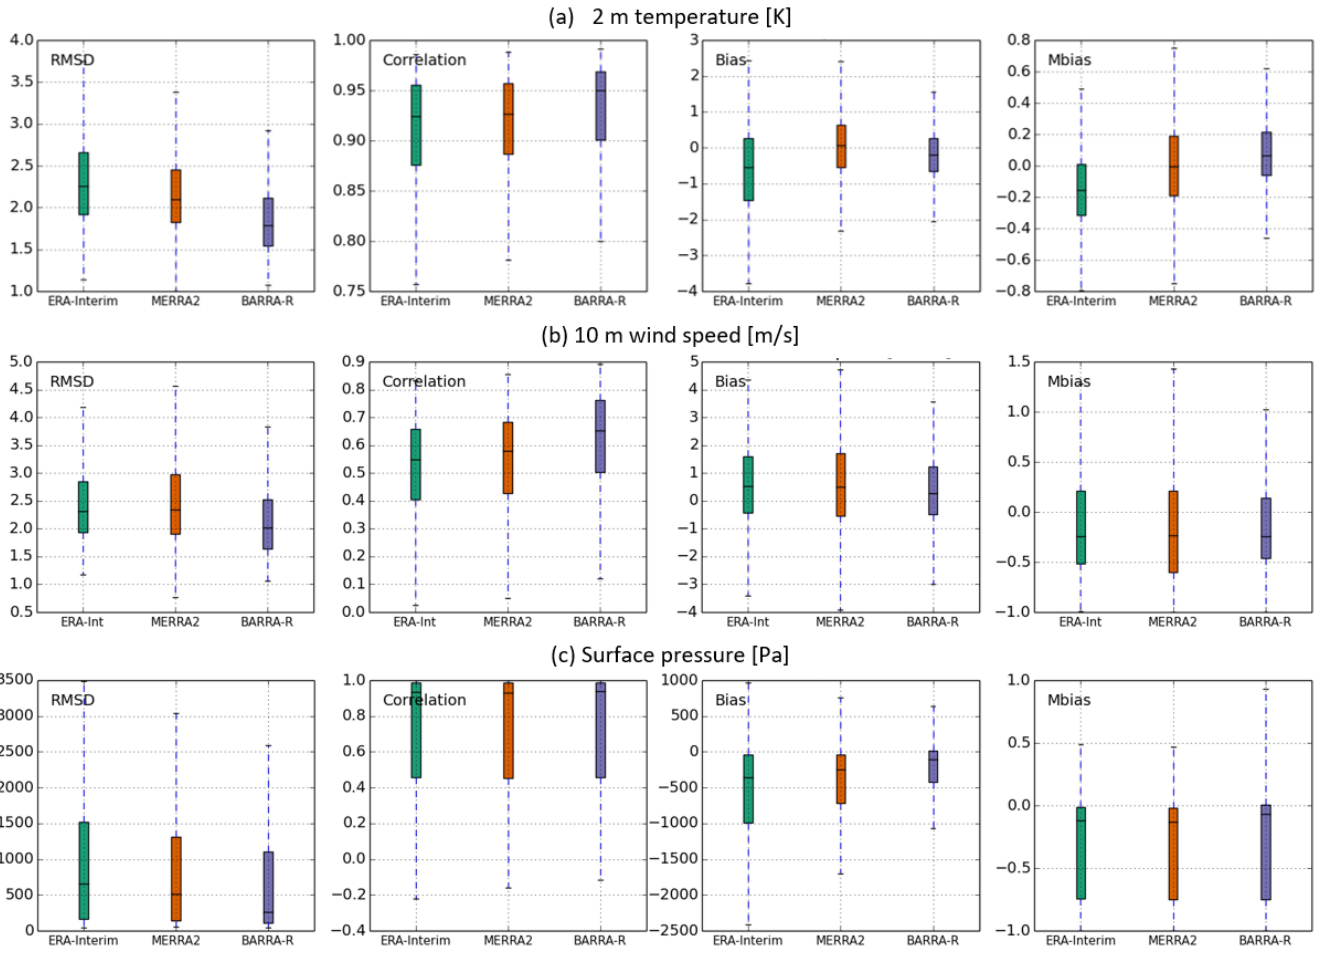 (a) 2 m temperature [K]
4.0 3.5 3.0 2.5 2.0 1.5 1.0
RMSD
ERA-Interim MERRA2 BARRA-R
1.00 0.95 0.90 0.85 0.80 0.75
Correlation
ERA-Interim MERRA2 BARRA-R
3 2 1 0 −1 −2 −3 −4
Bias
ERA-Interim MERRA2 BARRA-R
0.8 0.6 0.4 0.2 0.0 −0.2 −0.4 −0.6 −0.8
Mbias
ERA-Interim MERRA2 BARRA-R
(b) 10 m wind speed [m/s]
5.0 4.5 4.0 3.5 3.0 2.5 2.0 1.5 1.0 0.5
RMSD
ERA-Int MERRA2 BARRA-R
0.9 0.8 0.7 0.6 0.5 0.4 0.3 0.2 0.1 0.0
Correlation
ERA-Int MERRA2 BARRA-R
5 4 3 2 1 0 −1 −2 −3 −4
Bias
ERA-Int MERRA2 BARRA-R
1.5 1.0 0.5 0.0 −0.5 −1.0
Mbias
ERA-Int MERRA2 BARRA-R
(c) Surface pressure [Pa]
3500 3000 2500 2000 1500 1000 500 0
RMSD
ERA-Interim MERRA2 BARRA-R
1.0 0.8 0.6 0.4 0.2 0.0 −0.2 −0.4
Correlation
ERA-Interim MERRA2 BARRA-R
1000 500 0 −500 −1000 −1500 −2000 −2500
Bias
ERA-Interim MERRA2 BARRA-R
1.0 0.5 0.0 −0.5 −1.0
Mbias
ERA-Interim MERRA2 BARRA-R